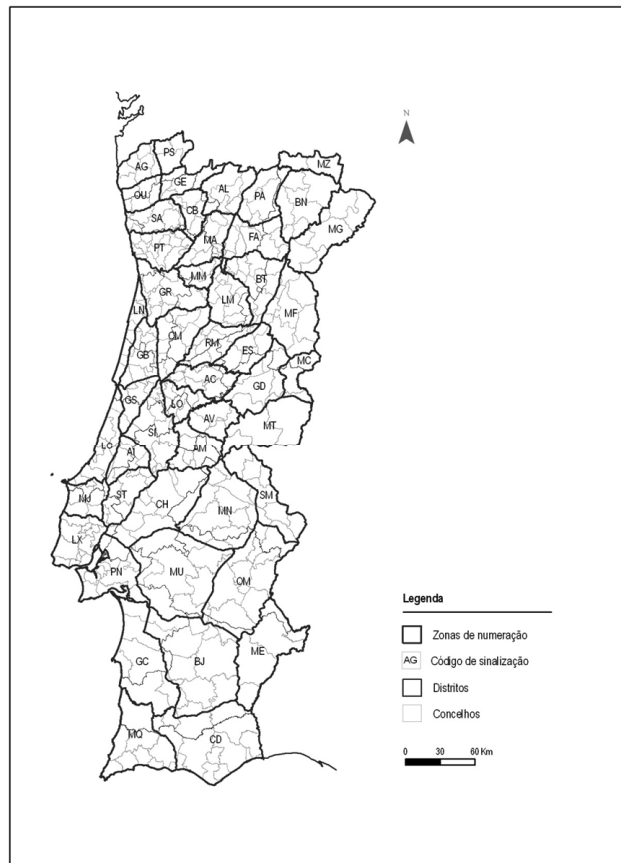 N
PS
MZ
AG
GE
AL
PA
BN
OU
CB
MG
SA
MA
FA
PT
MM
BT
GR
LM
MF
LN
CM
RM
ES
GB
MC
AC
GD
GS
LO
AV
MT
SI
LC
AI
AM
MJ
ST
CH
MN
SM
LX
PN
MU
OM
ME
GC
BJ
MQ
CD
Legenda
Zonas de numeração
AG Código de sinalização
Distritos
Concelhos
0 30 60 Km